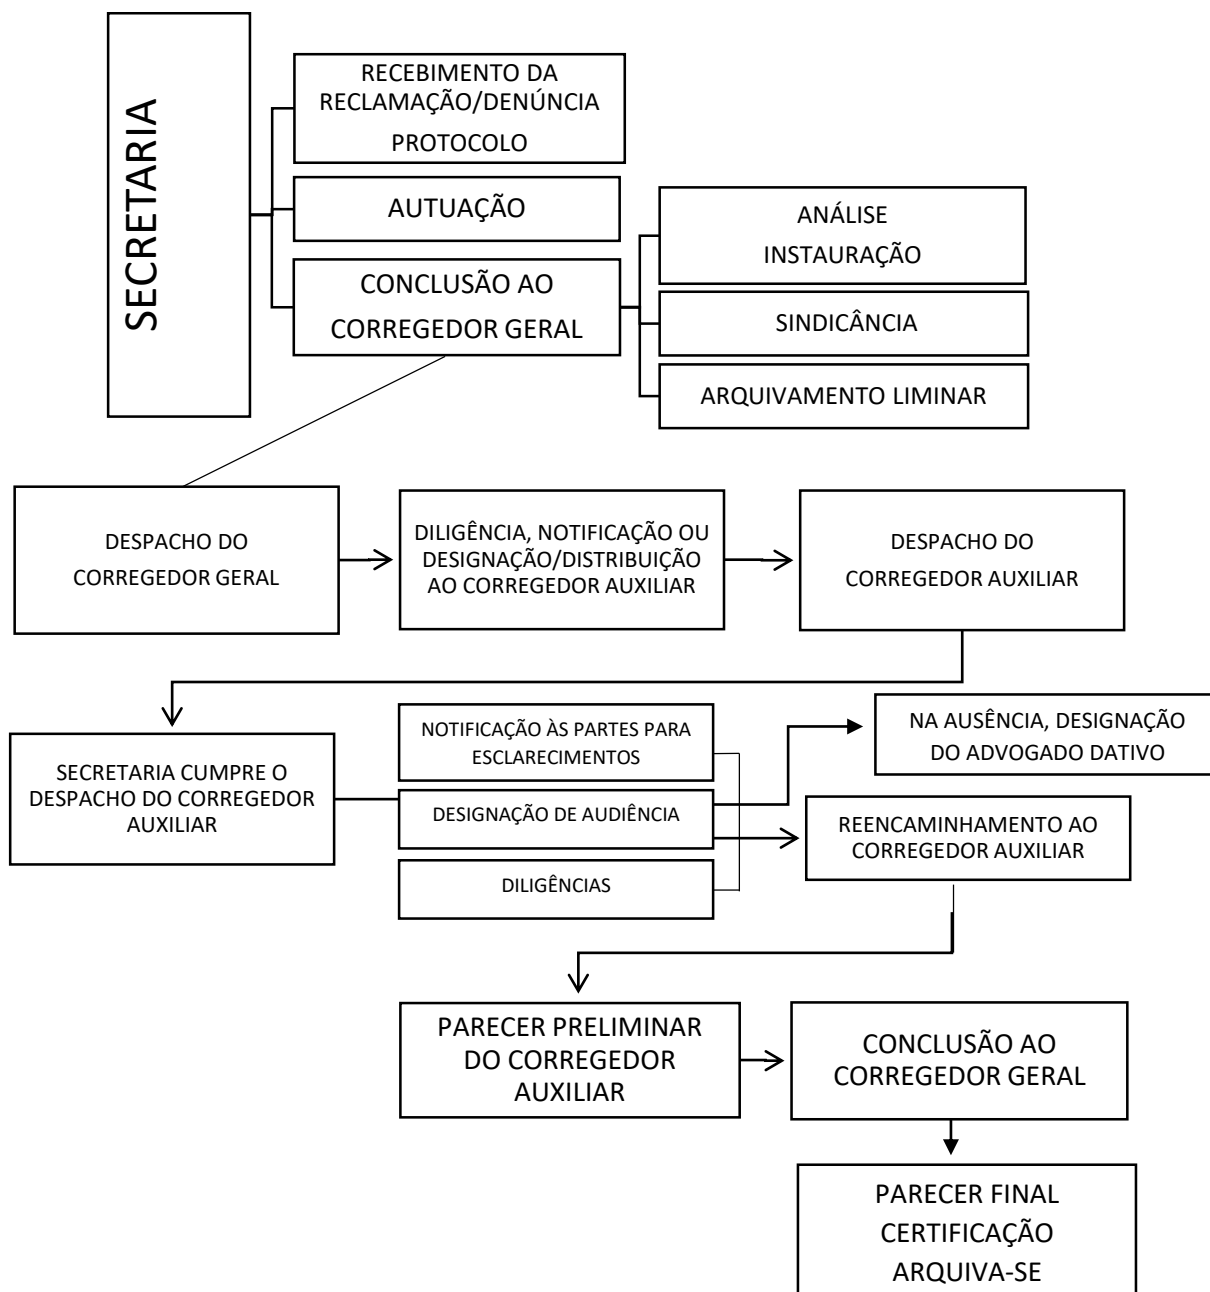 SECRETARIA
RECEBIMENTO DA
RECLAMAÇÃO/DENÚNCIA
PROTOCOLO
AUTUAÇÃO
CONCLUSÃO AO
CORREGEDOR GERAL
ANÁLISE
INSTAURAÇÃO
SINDICÂNCIA
ARQUIVAMENTO LIMINAR
DESPACHO DO
CORREGEDOR GERAL
DILIGÊNCIA, NOTIFICAÇÃO OU
DESIGNAÇÃO/DISTRIBUIÇÃO
AO CORREGEDOR AUXILIAR
DESPACHO DO
CORREGEDOR AUXILIAR
SECRETARIA CUMPRE O
DESPACHO DO CORREGEDOR
AUXILIAR
NOTIFICAÇÃO ÀS PARTES PARA
ESCLARECIMENTOS
DESIGNAÇÃO DE AUDIÊNCIA
DILIGÊNCIAS
NA AUSÊNCIA, DESIGNAÇÃO
DO ADVOGADO DATIVO
REENCAMINHAMENTO AO
CORREGEDOR AUXILIAR
PARECER PRELIMINAR
DO CORREGEDOR
AUXILIAR
CONCLUSÃO AO
CORREGEDOR GERAL
PARECER FINAL
CERTIFICAÇÃO
ARQUIVA-SE